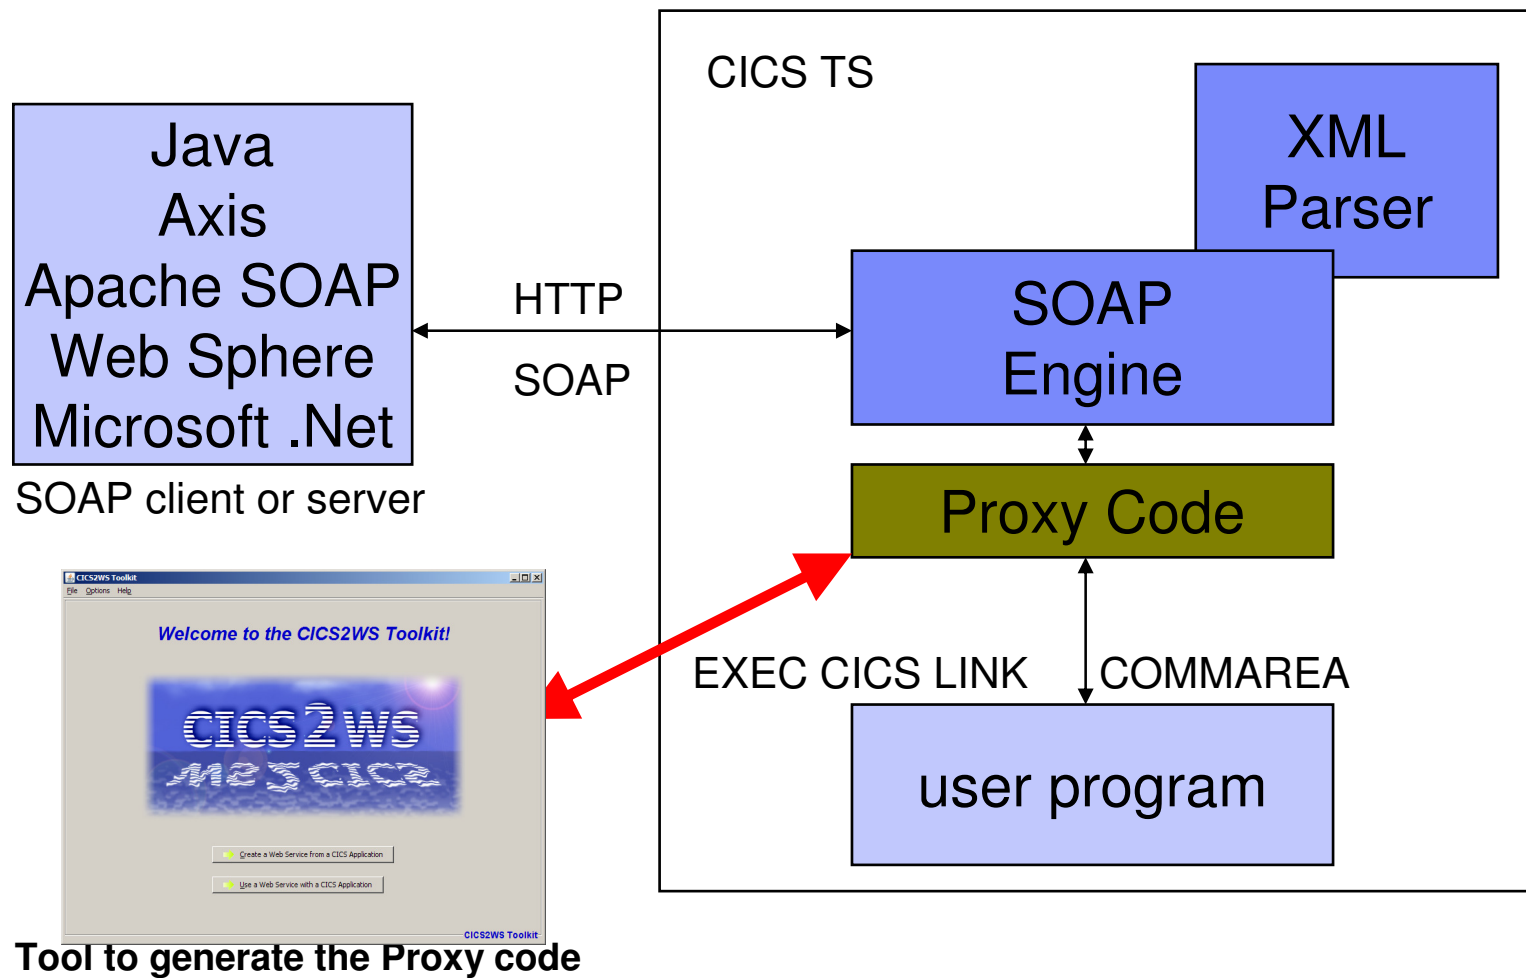 CICS TS
XML
Parser
Java
Axis
Apache SOAP
Web Sphere
Microsoft .Net
HTTP
SOAP
SOAP
Engine
SOAP client or server
Proxy Code
CICS2WS Toolkit
File Options Help
Welcome to the CICS2WS Toolkit!
CICS2WS
Create a Web Service from a CICS Application
Use a Web Service with a CICS Application
CICS2WS Toolkit
EXEC CICS LINK
COMMAREA
user program
Tool to generate the Proxy code